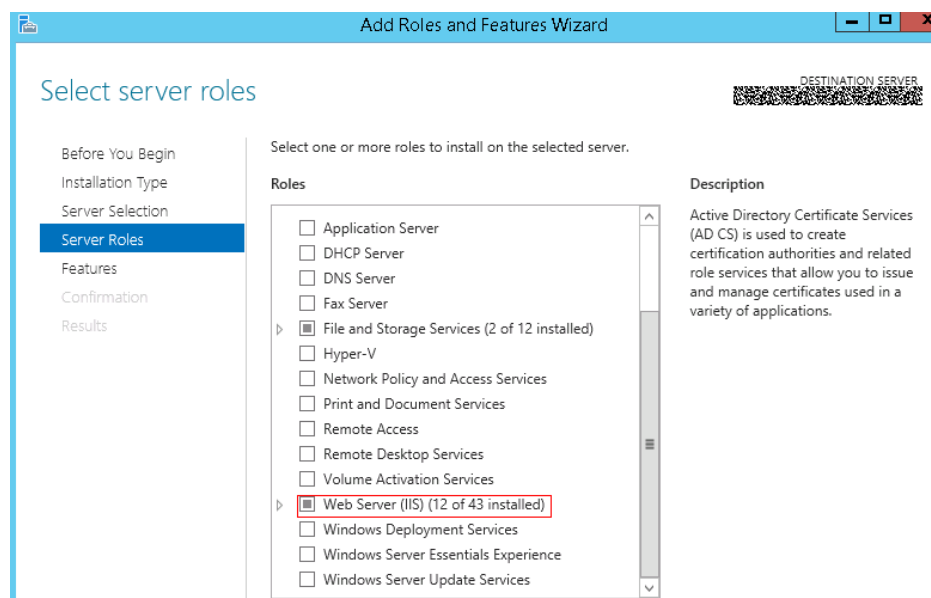 Add Roles and Features Wizard
Select server roles
DESTINATION SERVER
Before You Begin
Installation Type
Server Selection
Server Roles
Features
Confirmation
Results
Select one or more roles to install on the selected server.
Roles
Application Server
DHCP Server
DNS Server
Fax Server
File and Storage Services (2 of 12 installed)
Hyper-V
Network Policy and Access Services
Print and Document Services
Remote Access
Remote Desktop Services
Volume Activation Services
Web Server (IIS) (12 of 43 installed)
Windows Deployment Services
Windows Server Essentials Experience
Windows Server Update Services
Description
Active Directory Certificate Services
(AD CS) is used to create
certification authorities and related
role services that allow you to issue
and manage certificates used in a
variety of applications.